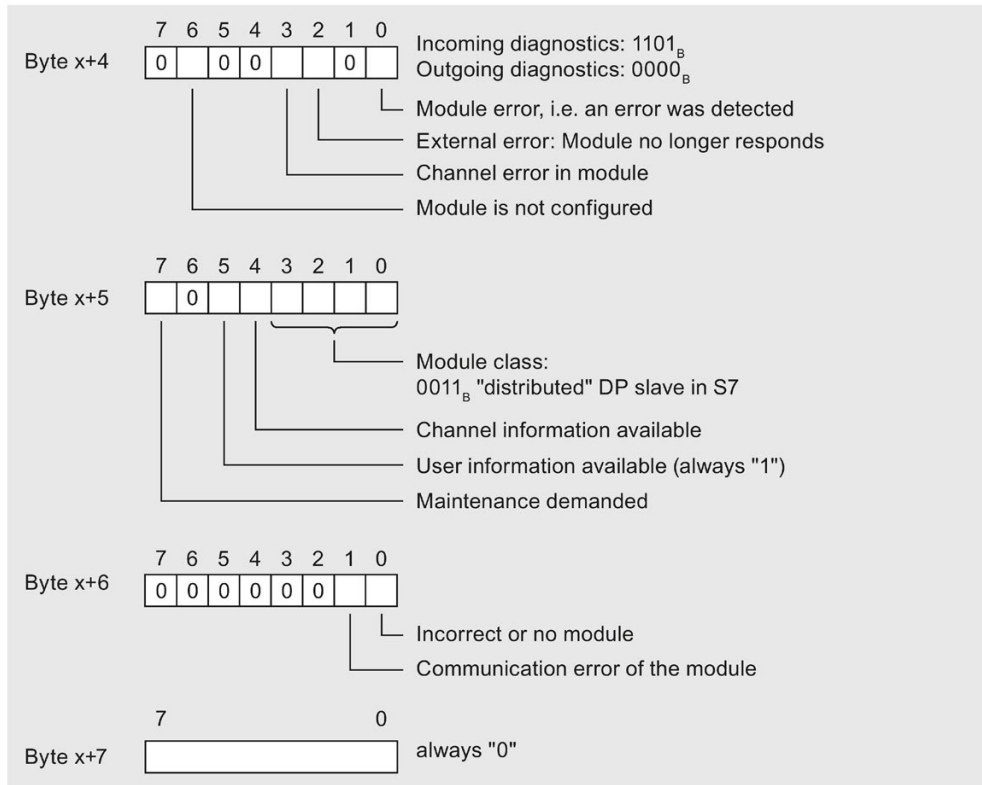 7 6 5 4 3 2 1 0
Byte x+4
0 0 0 0
Incoming diagnostics: 1101B
Outgoing diagnostics: 0000B
Module error, i.e. an error was detected
External error: Module no longer responds
Channel error in module
Module is not configured
7 6 5 4 3 2 1 0
Byte x+5
0
Module class:
0011B "distributed" DP slave in S7
Channel information available
User information available (always "1")
Maintenance demanded
7 6 5 4 3 2 1 0
Byte x+6
0 0 0 0 0 0
Incorrect or no module
Communication error of the module
7 0
Byte x+7
always "0"